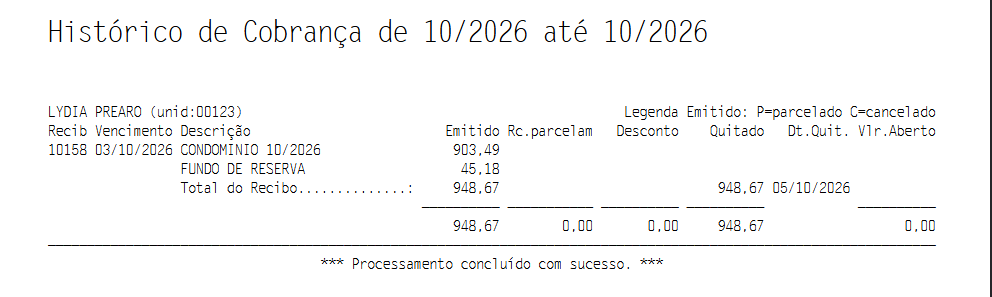 Histórico de Cobrança de 10/2026 até 10/2026
LYDIA PREARO (unid:00123) Legenda Emitido: P=parcelado C=cancelado
Recib Vencimento Descrição Emitido Rc.parcelam Desconto Quitado Dt.Quit. Vlr.Aberto
10158 03/10/2026 CONDOMÍNIO 10/2026 903,49
FUNDO DE RESERVA 45,18
Total do Recibo..............: 948,67 948,67 05/10/2026
948,67 0,00 0,00 948,67 0,00
*** Processamento concluído com sucesso. ***